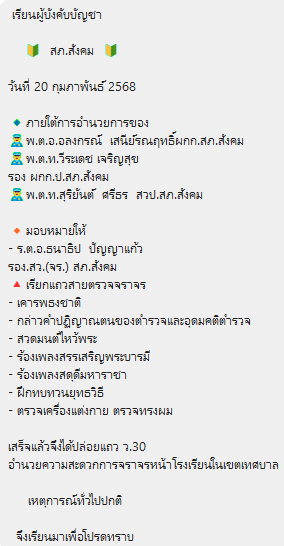 เรียนผู้บังคับบัญชา
🔰 สภ.สังคม 🔰
วันที่ 20 กุมภาพันธ์ 2568
🔹ภายใต้การอำนวยการของ
👮‍♂️พ.ต.อ.อลงกรณ์ เสนีย์รณฤทธิ์ผกก.สภ.สังคม
👮‍♂️พ.ต.ท.วีระเดช เจริญสุข
รอง ผกก.ป.สภ.สังคม
👮‍♂️พ.ต.ท.สุริยันต์ ศรีธร สวป.สภ.สังคม
🔸มอบหมายให้
- ร.ต.อ.ธนาธิป ปัญญาแก้ว
รอง.สว.(จร.) สภ.สังคม
🔺เรียกแถวสายตรวจจราจร
- เคารพธงชาติ
- กล่าวคำปฏิญาณตนของตำรวจและอุดมคติตำรวจ
- สวดมนต์ไหว้พระ
- ร้องเพลงสรรเสริญพระบารมี
- ร้องเพลงสดุดีมหาราชา
- ฝึกทบทวนยุทธวิธี
- ตรวจเครื่องแต่งกาย ตรวจทรงผม
เสร็จแล้วจึงได้ปล่อยแถว ว.30
อำนวยความสะดวกการจราจรหน้าโรงเรียนในเขตเทศบาล
เหตุการณ์ทั่วไปปกติ
จึงเรียนมาเพื่อโปรดทราบ